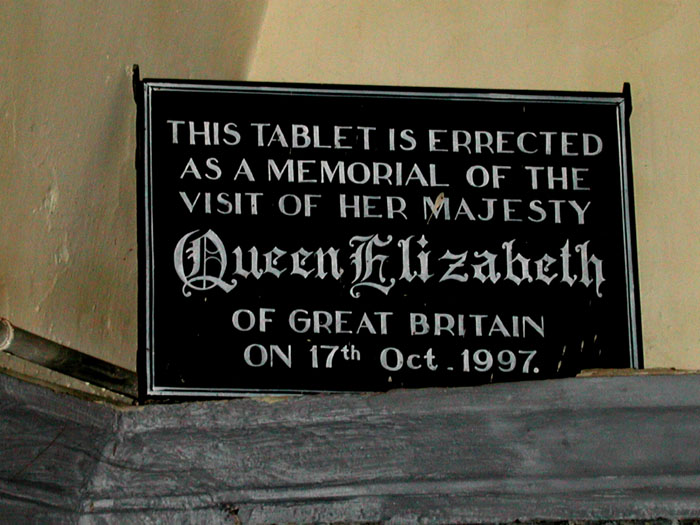 THIS TABLET IS ERRECTED
AS A MEMORIAL OF THE
VISIT OF HER MAJESTY
Queen Elizabeth
OF GREAT BRITAIN
ON 17th Oct. 1997.